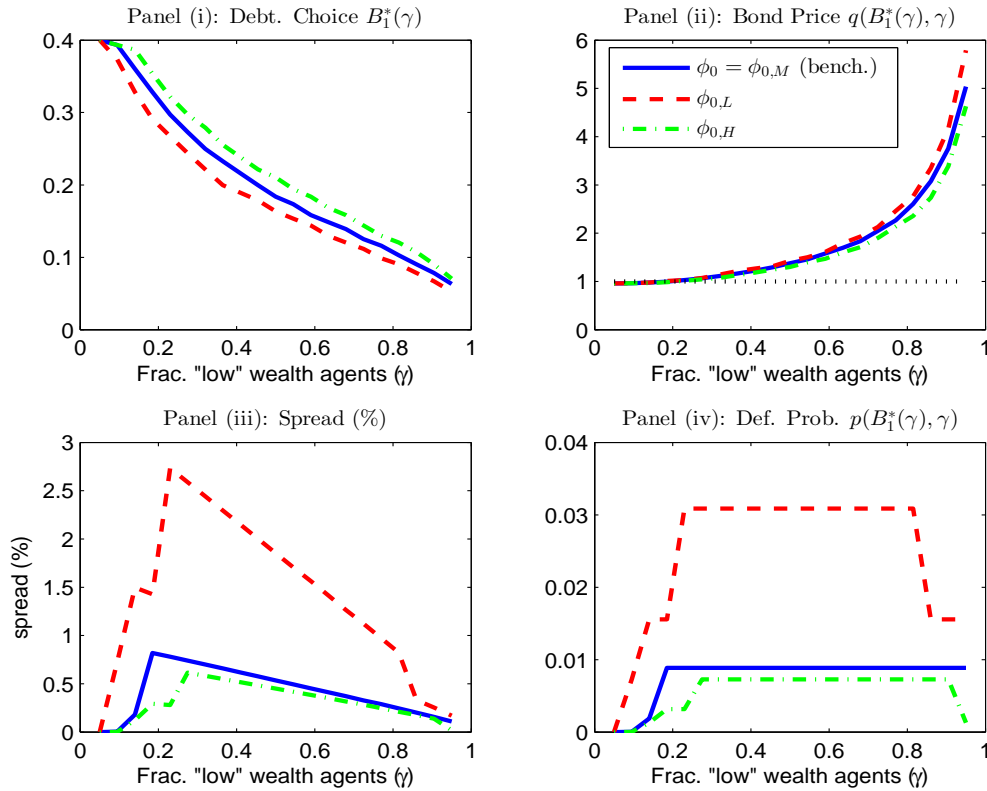 Panel (i): Debt. Choice B₁*(γ)
0.4
0.3
0.2
0.1
0
0 0.2 0.4 0.6 0.8 1
Frac. "low" wealth agents (γ)
Panel (ii): Bond Price q(B₁*(γ), γ)
6
5
4
3
2
1
0
0 0.2 0.4 0.6 0.8 1
Frac. "low" wealth agents (γ)
ϕ₀ = ϕ₀,M (bench.)
ϕ₀,L
ϕ₀,H
Panel (iii): Spread (%)
spread (%)
3
2.5
2
1.5
1
0.5
0
0 0.2 0.4 0.6 0.8 1
Frac. "low" wealth agents (γ)
Panel (iv): Def. Prob. p(B₁*(γ), γ)
0.04
0.03
0.02
0.01
0
0 0.2 0.4 0.6 0.8 1
Frac. "low" wealth agents (γ)